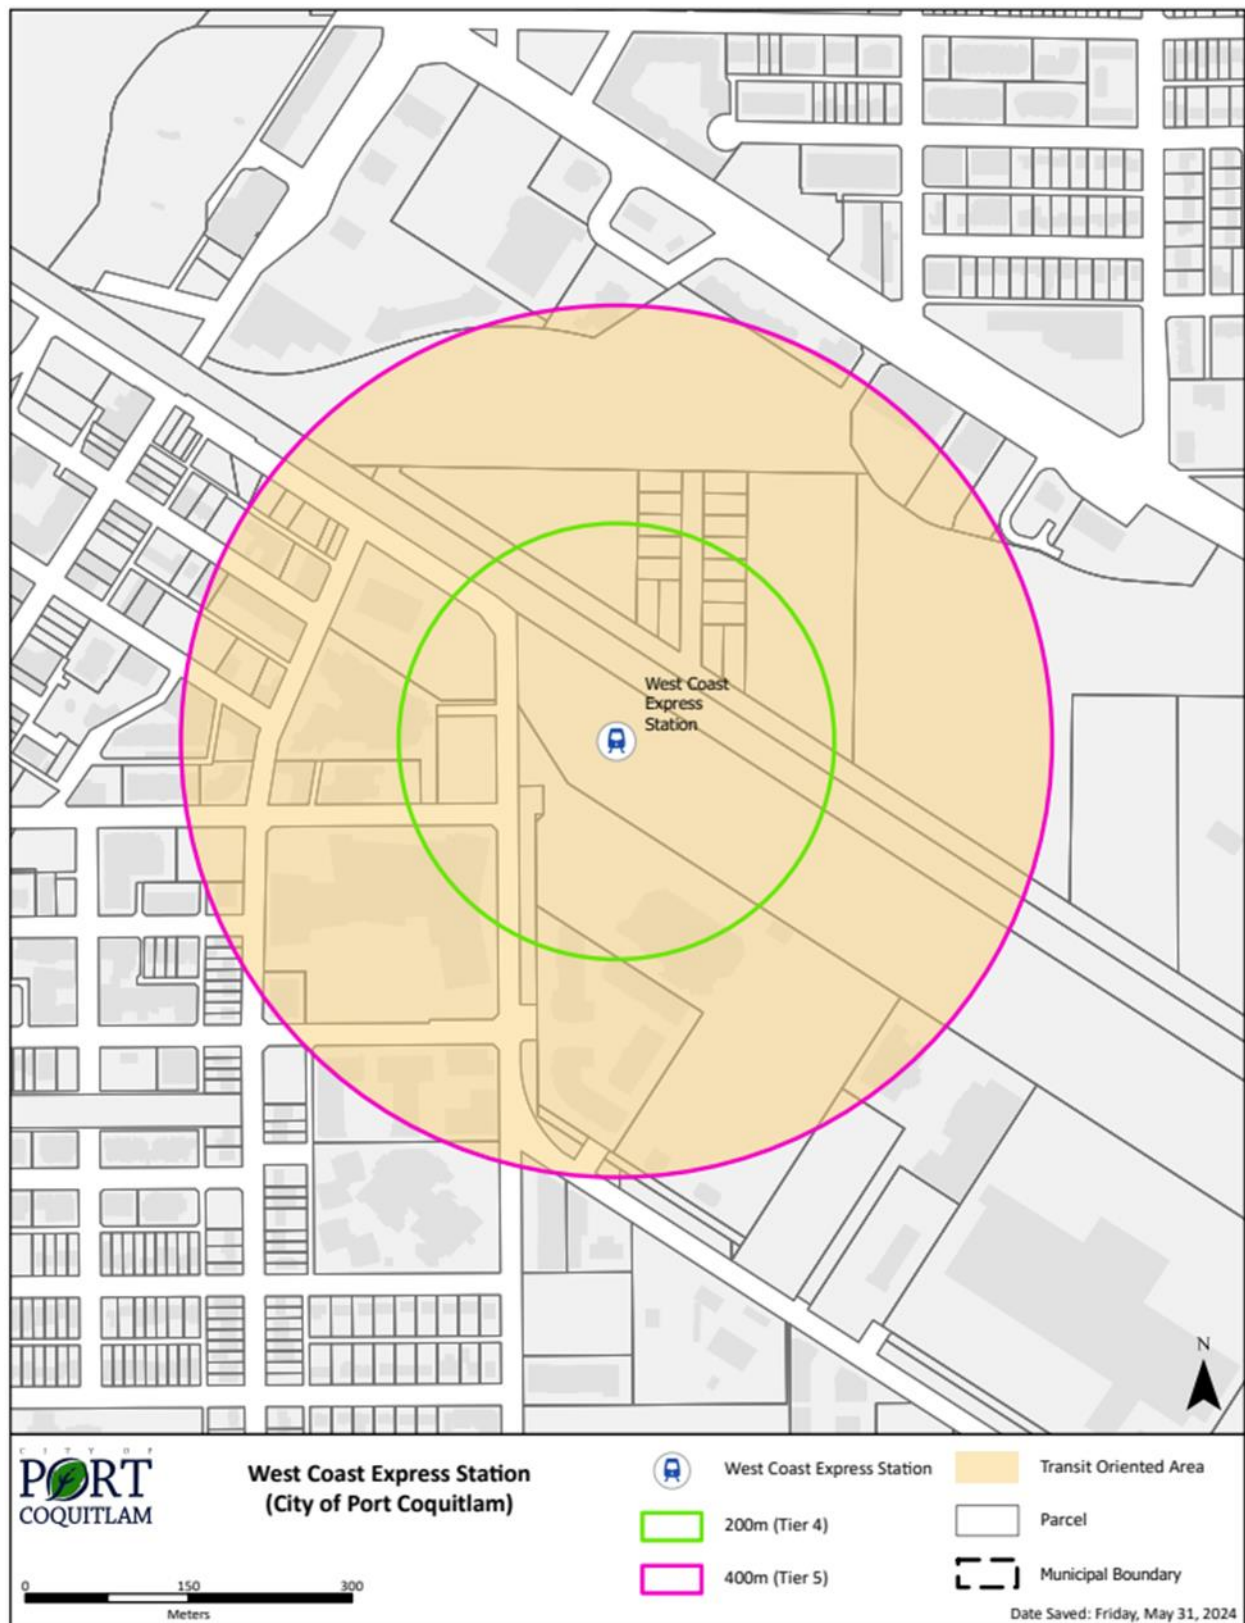 West Coast
Express
Station
N
CITY OF
PORT
COQUITLAM
West Coast Express Station
(City of Port Coquitlam)
0 150 300
Meters
West Coast Express Station
200m (Tier 4)
400m (Tier 5)
Transit Oriented Area
Parcel
Municipal Boundary
Date Saved: Friday, May 31, 2024